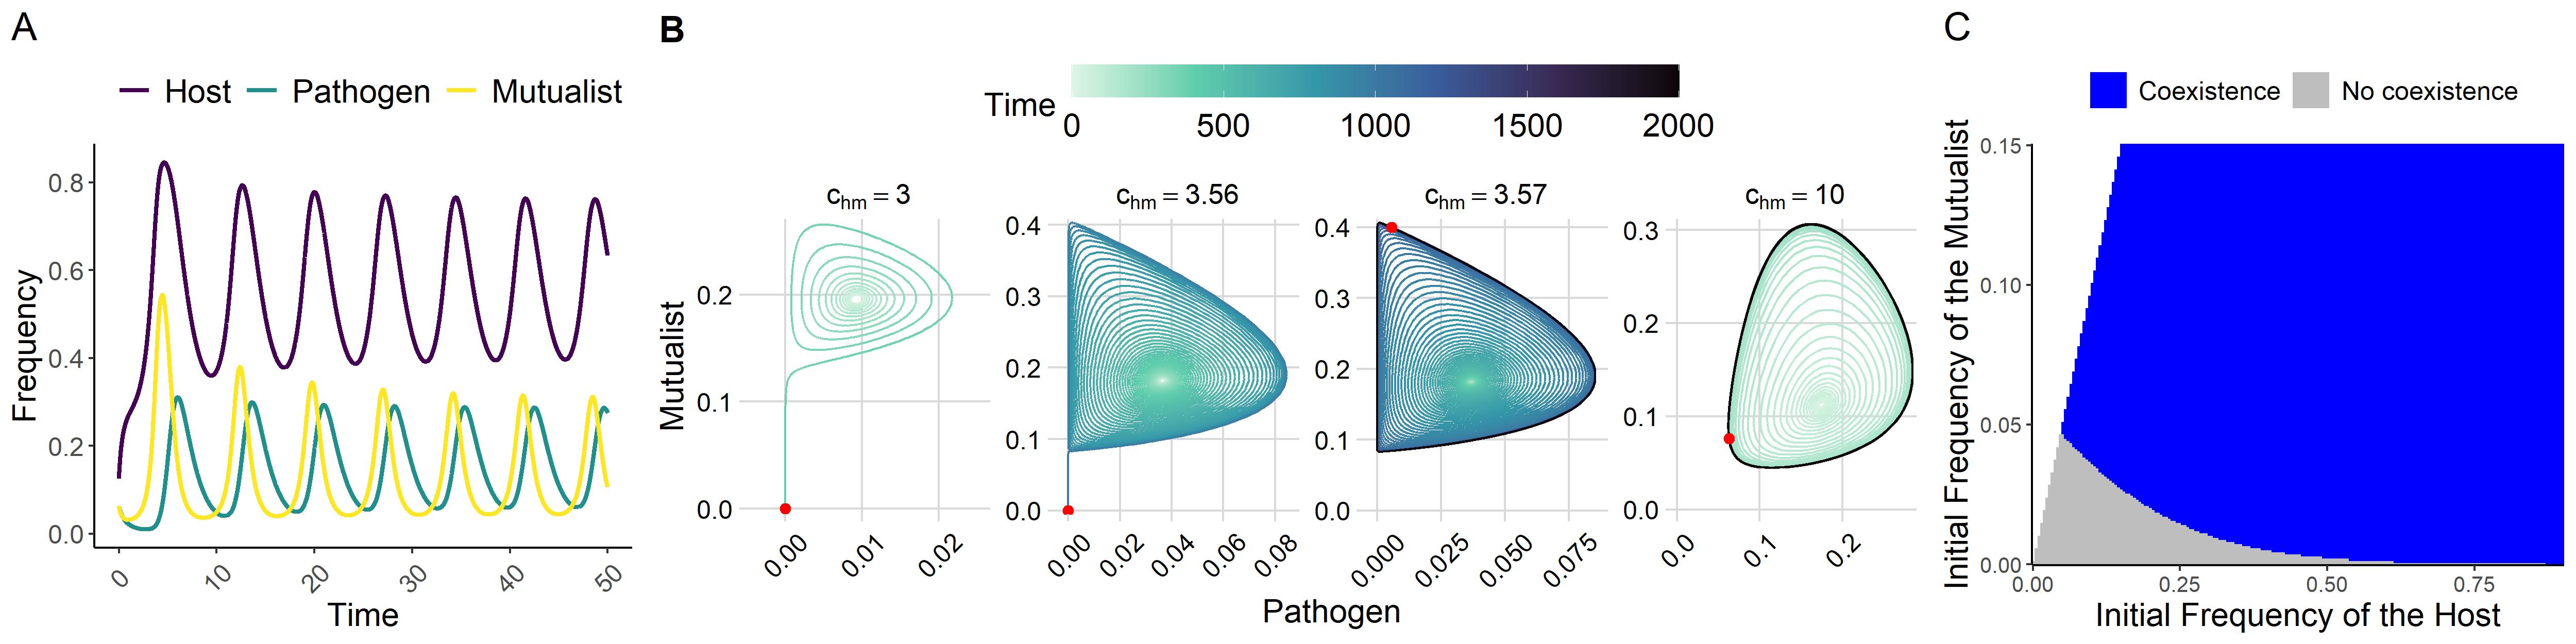 A
Host Pathogen Mutualist
Frequency
0.8
0.6
0.4
0.2
0.0
0 10 20 30 40 50
Time
B
Time
0 500 1000 1500 2000
Mutualist
chm = 3
0.2
0.1
0.0
0.00 0.01 0.02
chm = 3.56
0.4
0.3
0.2
0.1
0.0
0.00 0.02 0.04 0.06 0.08
chm = 3.57
0.4
0.3
0.2
0.1
0.0
0.000 0.025 0.050 0.075
chm = 10
0.3
0.2
0.1
0.0
0.0 0.1 0.2
Pathogen
C
Coexistence No coexistence
Initial Frequency of the Mutualist
0.15
0.10
0.05
0.00
0.00 0.25 0.50 0.75
Initial Frequency of the Host